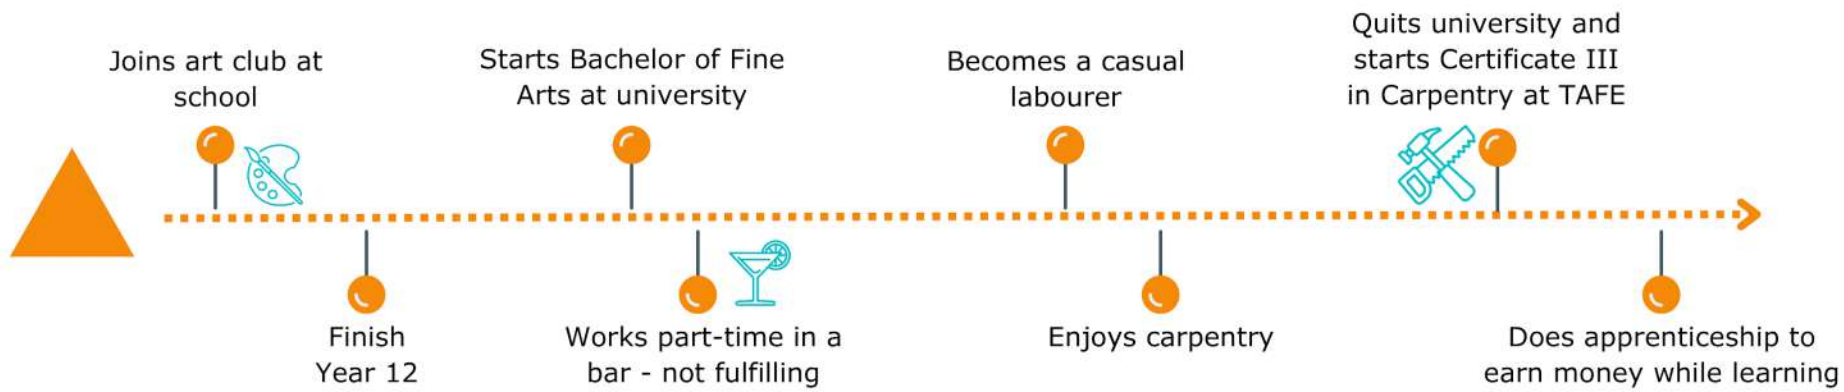 Joins art club at
school
Finish
Year 12
Starts Bachelor of Fine
Arts at university
Works part-time in a
bar - not fulfilling
Becomes a casual
labourer
Enjoys carpentry
Quits university and
starts Certificate III
in Carpentry at TAFE
Does apprenticeship to
earn money while learning